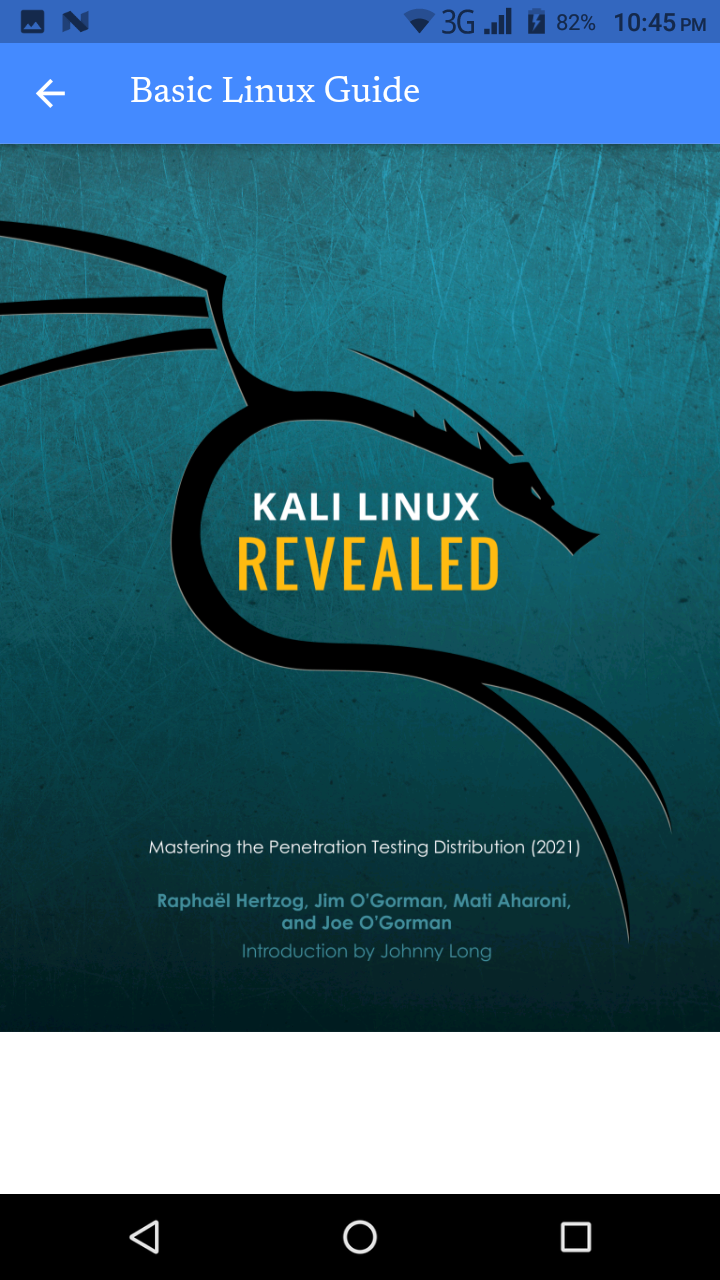 3G 82% 10:45 PM
Basic Linux Guide
KALI LINUX
REVEALED
Mastering the Penetration Testing Distribution (2021)
Raphaël Hertzog, Jim O'Gorman, Mati Aharoni,
and Joe O'Gorman
Introduction by Johnny Long